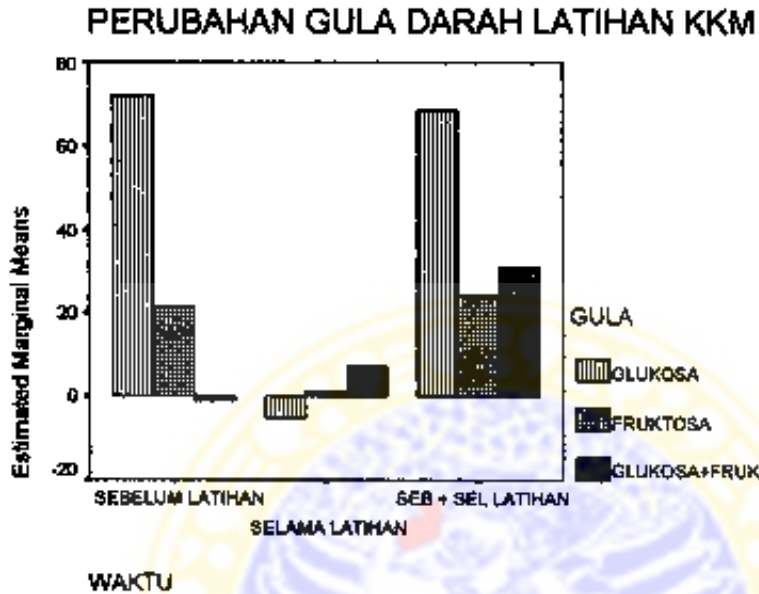 PERUBAHAN GULA DARAH LATIHAN KKM
Estimated Marginal Means
80
60
40
20
0
-20
SEBELUM LATIHAN
SELAMA LATIHAN
SEB + SEL LATIHAN
WAKTU
GULA
GLUKOSA
FRUKTOSA
GLUKOSA+FRUK